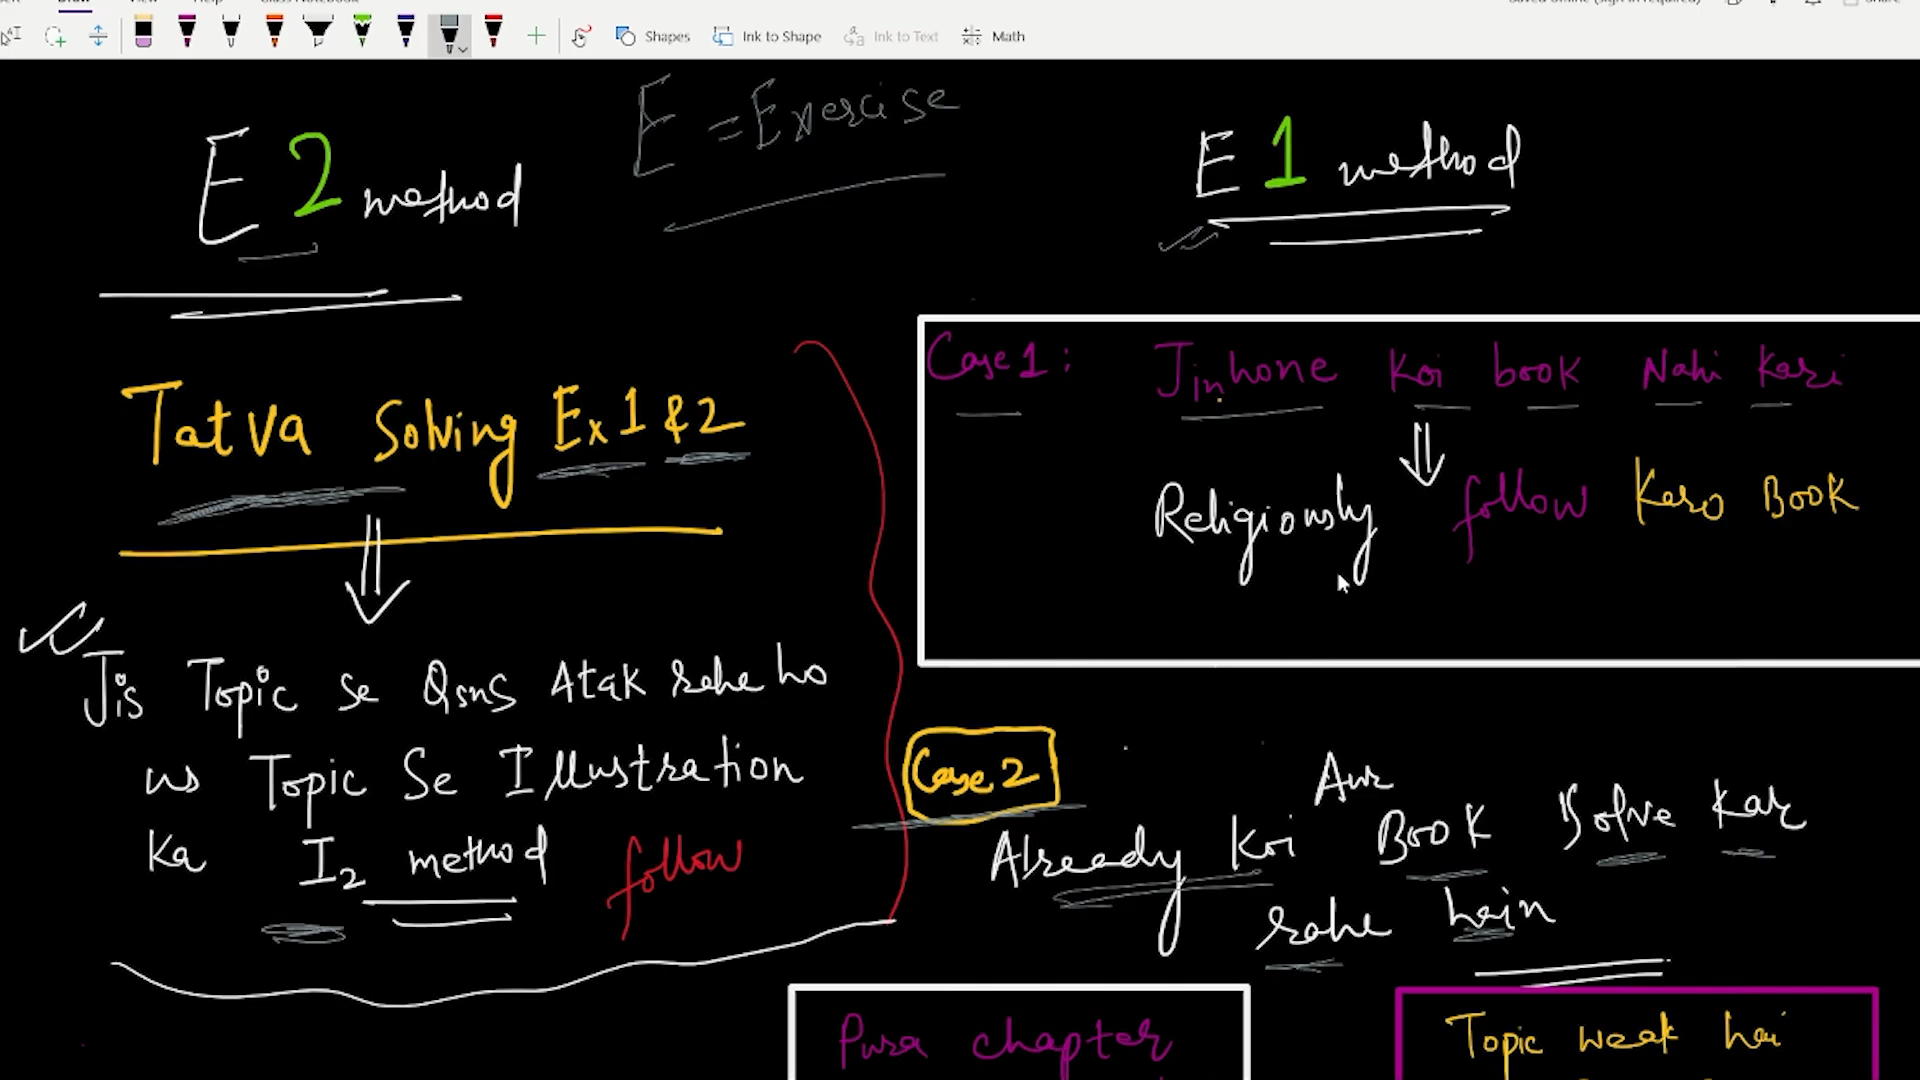 Shapes
Ink to Shape
Ink to Text
Math
E = Exercise
E 2 method
Tatva Solving Ex 1 & 2
Jis Topic se Qsns Atak rahe ho
us Topic Se Illustration
Ka I2 method follow
E 1 method
Case 1: Jinhone Koi book Nahi Kari
Religiously follow Karo Book
Case 2
Already Koi Aur Book Solve Kar
rahe hain
Pura chapter
Topic weak hai